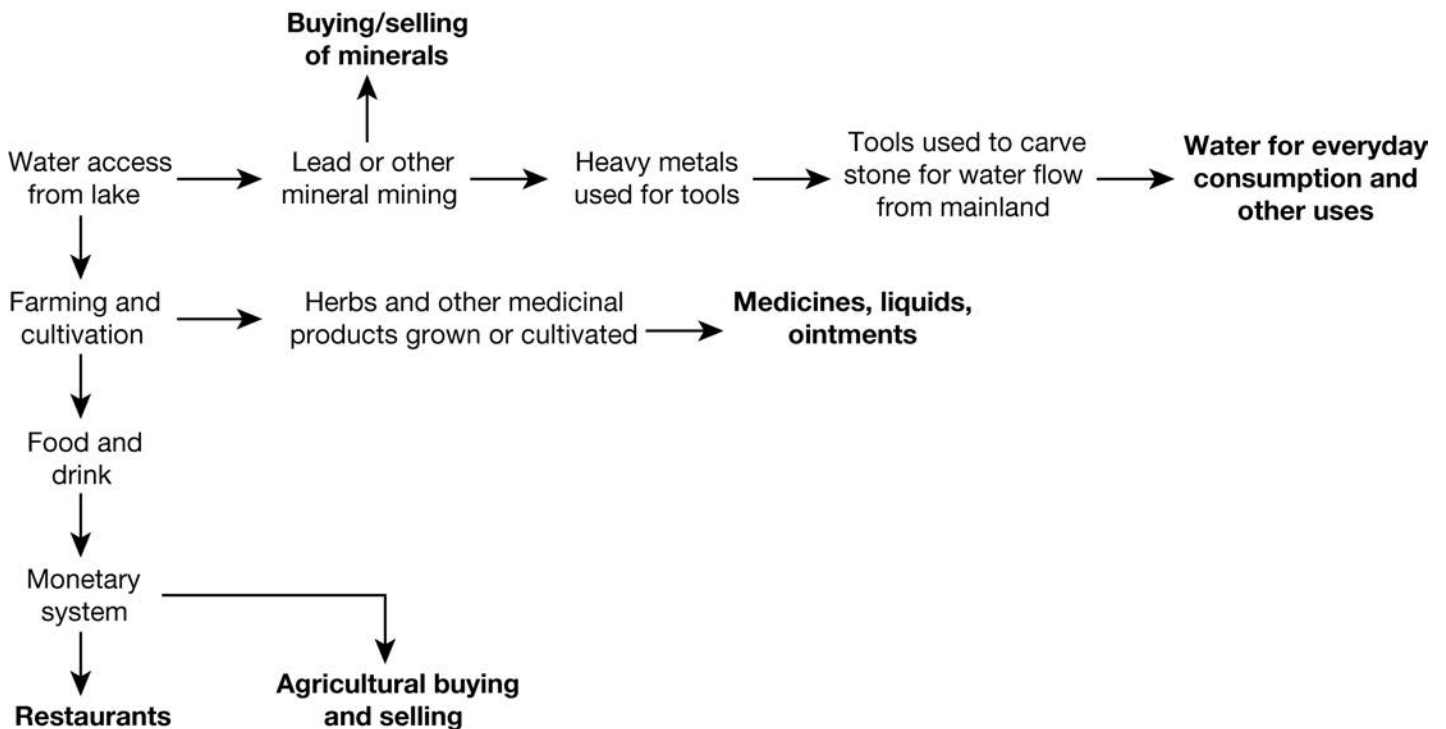 Buying/selling
of minerals
Water access
from lake
Lead or other
mineral mining
Heavy metals
used for tools
Tools used to carve
stone for water flow
from mainland
Water for everyday
consumption and
other uses
Farming and
cultivation
Herbs and other medicinal
products grown or cultivated
Medicines, liquids,
ointments
Food and
drink
Monetary
system
Restaurants
Agricultural buying
and selling